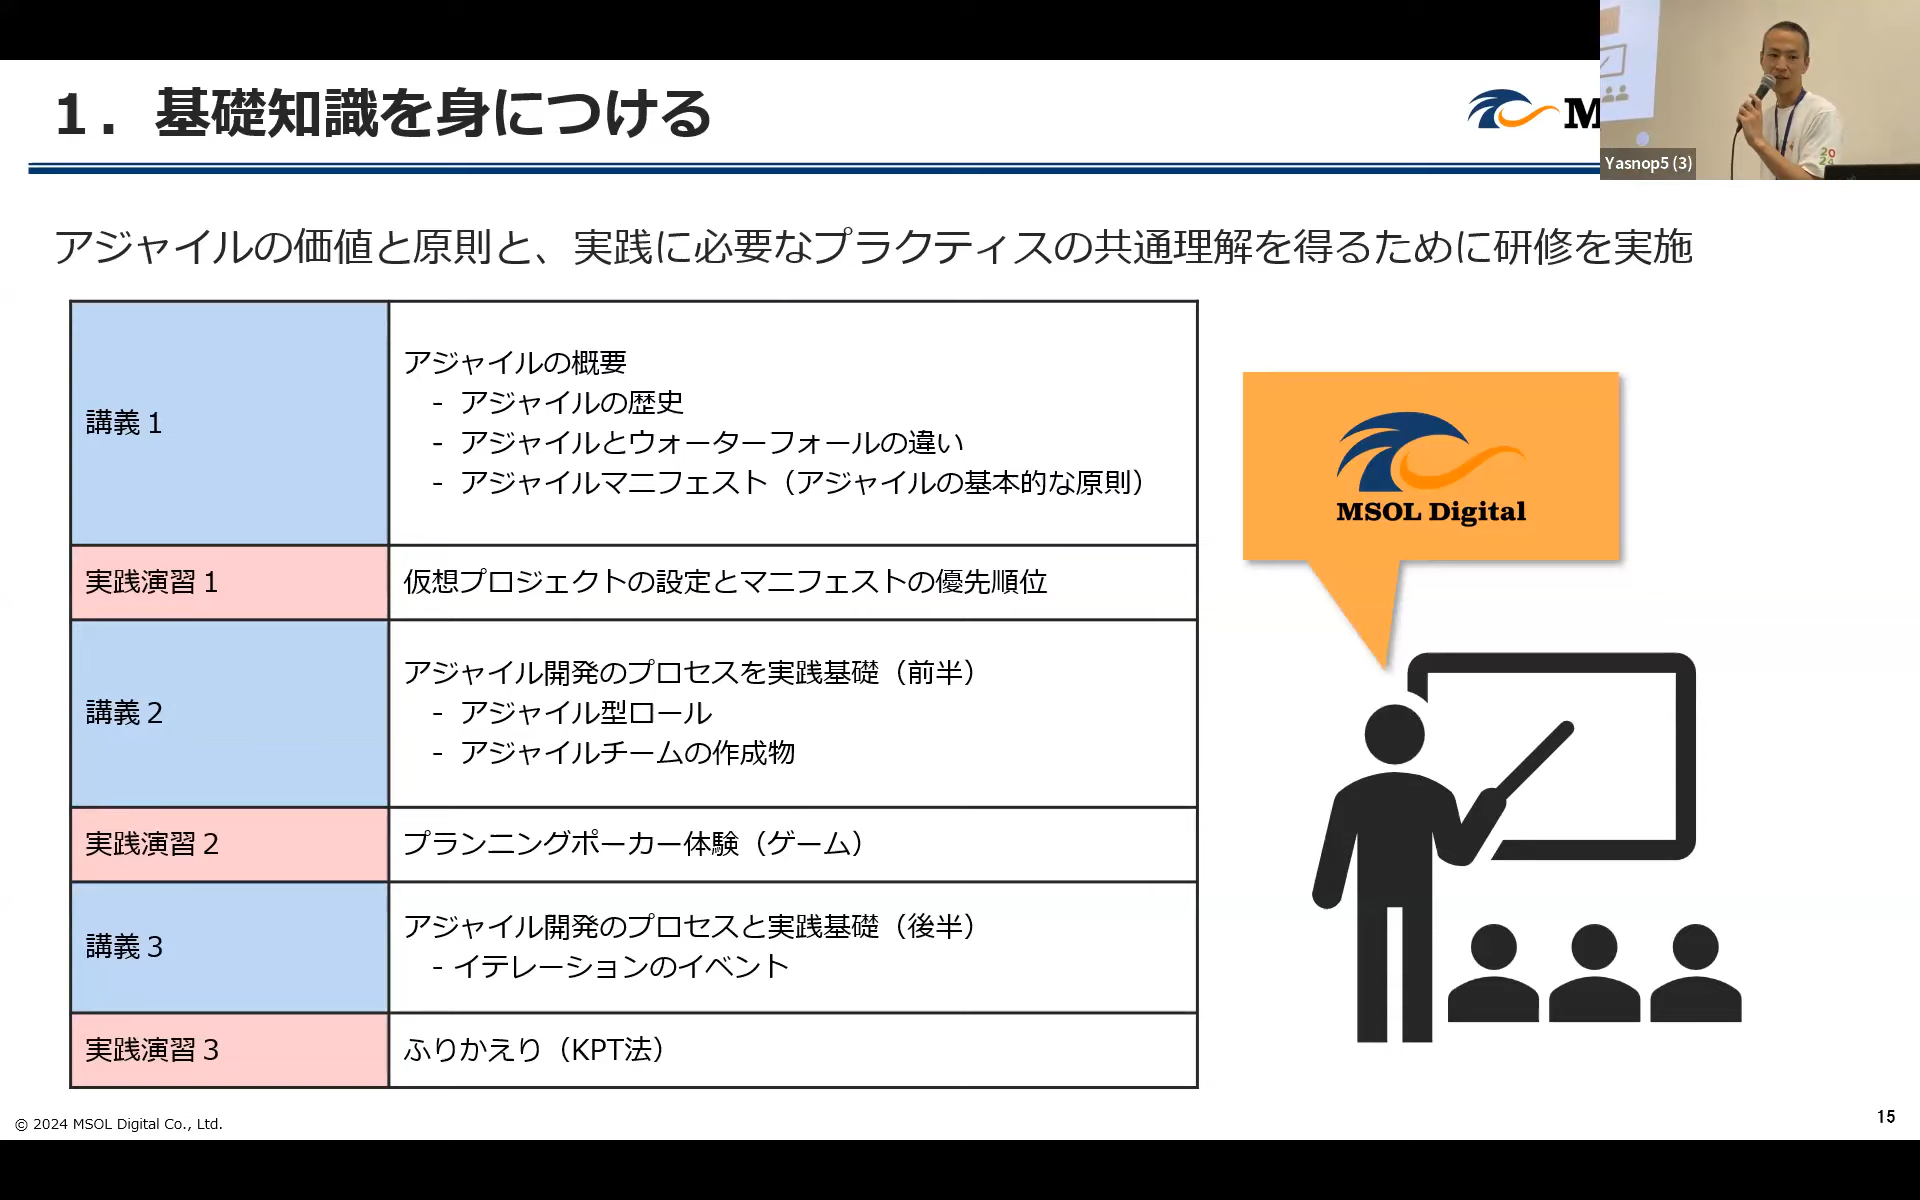 1．基礎知識を身につける
M
Yasnop5 (3)
アジャイルの価値と原則と、実践に必要なプラクティスの共通理解を得るために研修を実施
講義１
アジャイルの概要
- アジャイルの歴史
- アジャイルとウォーターフォールの違い
- アジャイルマニフェスト（アジャイルの基本的な原則）
実践演習１
仮想プロジェクトの設定とマニフェストの優先順位
講義２
アジャイル開発のプロセスを実践基礎（前半）
- アジャイル型ロール
- アジャイルチームの作成物
実践演習２
プランニングポーカー体験（ゲーム）
講義３
アジャイル開発のプロセスと実践基礎（後半）
- イテレーションのイベント
実践演習３
ふりかえり（KPT法）
MSOL Digital
© 2024 MSOL Digital Co., Ltd.
15